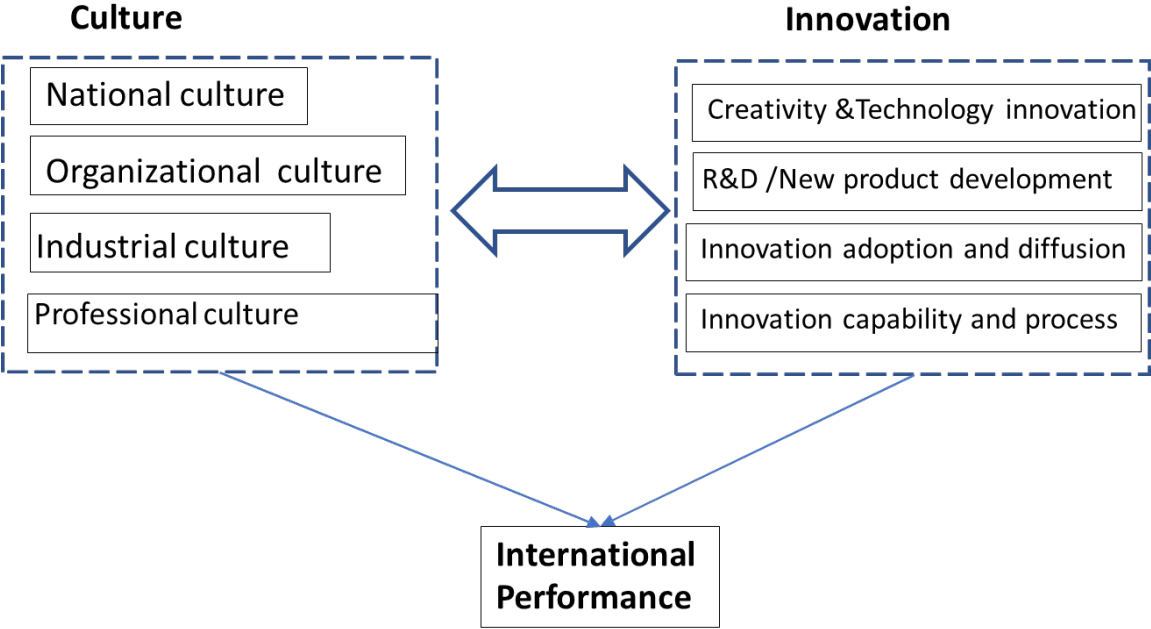 Culture
Innovation
National culture
Organizational culture
Industrial culture
Professional culture
Creativity &Technology innovation
R&D /New product development
Innovation adoption and diffusion
Innovation capability and process
International
Performance